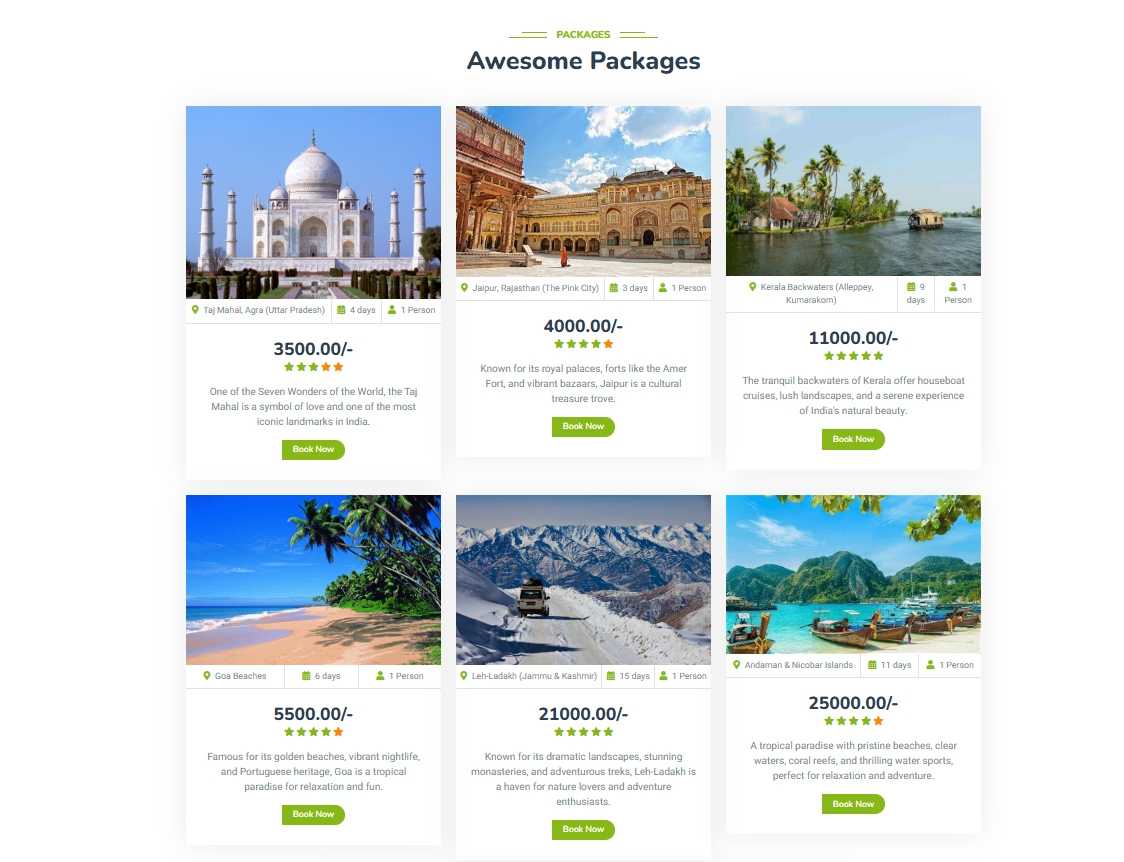 PACKAGES
Awesome Packages
Taj Mahal, Agra (Uttar Pradesh) 4 days 1 Person
3500.00/-
One of the Seven Wonders of the World, the Taj
Mahal is a symbol of love and one of the most
iconic landmarks in India.
Book Now
Jaipur, Rajasthan (The Pink City) 3 days 1 Person
4000.00/-
Known for its royal palaces, forts like the Amer
Fort, and vibrant bazaars, Jaipur is a cultural
treasure trove.
Book Now
Kerala Backwaters (Alleppey,
Kumarakom)
9
days
1
Person
11000.00/-
The tranquil backwaters of Kerala offer houseboat
cruises, lush landscapes, and a serene experience
of India's natural beauty.
Book Now
Goa Beaches 6 days 1 Person
5500.00/-
Famous for its golden beaches, vibrant nightlife,
and Portuguese heritage, Goa is a tropical
paradise for relaxation and fun.
Book Now
Leh-Ladakh (Jammu & Kashmir) 15 days 1 Person
21000.00/-
Known for its dramatic landscapes, stunning
monasteries, and adventurous treks, Leh-Ladakh is
a haven for nature lovers and adventure
enthusiasts.
Book Now
Andaman & Nicobar Islands 11 days 1 Person
25000.00/-
A tropical paradise with pristine beaches, clear
waters, coral reefs, and thrilling water sports,
perfect for relaxation and adventure.
Book Now